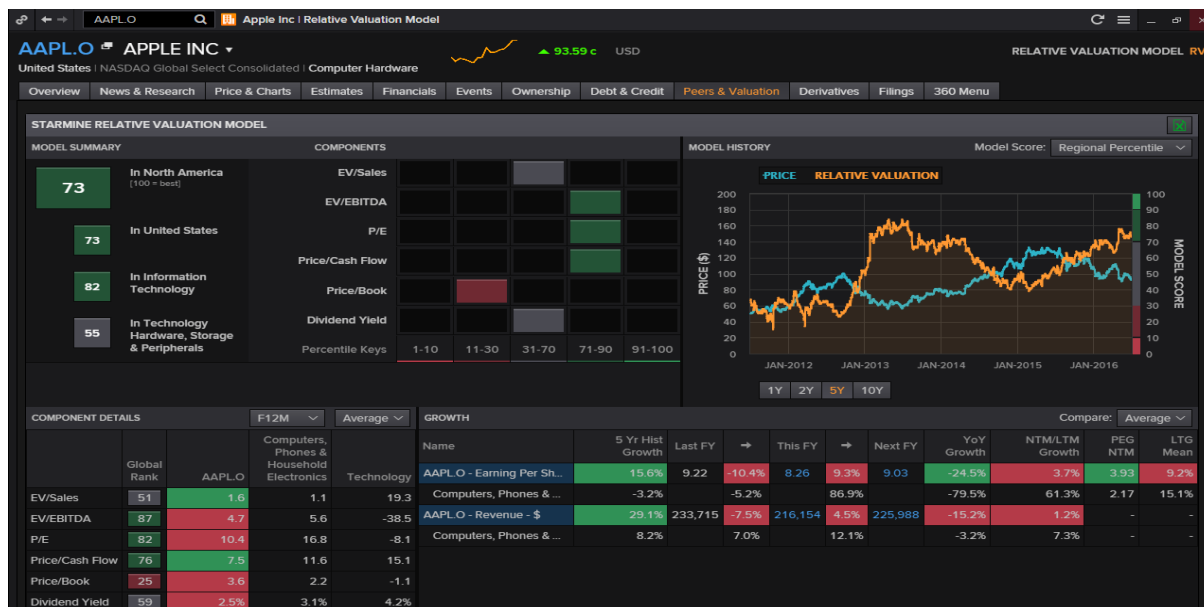 AAPL.O
Apple Inc | Relative Valuation Model
AAPL.O APPLE INC
93.59 c USD
RELATIVE VALUATION MODEL RV
United States | NASDAQ Global Select Consolidated | Computer Hardware
Overview News & Research Price & Charts Estimates Financials Events Ownership Debt & Credit Peers & Valuation Derivatives Filings 360 Menu
STARMINE RELATIVE VALUATION MODEL
MODEL SUMMARY
73 In North America
[100 = best]
73 In United States
82 In Information
Technology
55 In Technology
Hardware, Storage
& Peripherals
COMPONENTS
EV/Sales
EV/EBITDA
P/E
Price/Cash Flow
Price/Book
Dividend Yield
Percentile Keys 1-10 11-30 31-70 71-90 91-100
MODEL HISTORY Model Score: Regional Percentile
PRICE RELATIVE VALUATION
PRICE ($)
200
180
160
140
120
100
80
60
40
20
0
100
90
80
70
60
50
40
30
20
10
0
MODEL SCORE
JAN-2012 JAN-2013 JAN-2014 JAN-2015 JAN-2016
1Y 2Y 5Y 10Y
COMPONENT DETAILS F12M Average
Global
Rank
AAPL.O
Computers,
Phones &
Household
Electronics
Technology
EV/Sales 51 1.6 1.1 19.3
EV/EBITDA 87 4.7 5.6 -38.5
P/E 82 10.4 16.8 -8.1
Price/Cash Flow 76 7.5 11.6 15.1
Price/Book 25 3.6 2.2 -1.1
Dividend Yield 59 2.5% 3.1% 4.2%
GROWTH Compare: Average
Name
5 Yr Hist
Growth
Last FY → This FY → Next FY
YoY
Growth
NTM/LTM
Growth
PEG
NTM
LTG
Mean
AAPL.O - Earning Per Sh... 15.6% 9.22 -10.4% 8.26 9.3% 9.03 -24.5% 3.7% 3.93 9.2%
Computers, Phones & ... -3.2% -5.2% 86.9% -79.5% 61.3% 2.17 15.1%
AAPL.O - Revenue - $ 29.1% 233,715 -7.5% 216,154 4.5% 225,988 -15.2% 1.2% - -
Computers, Phones & ... 8.2% 7.0% 12.1% -3.2% 7.3% - -